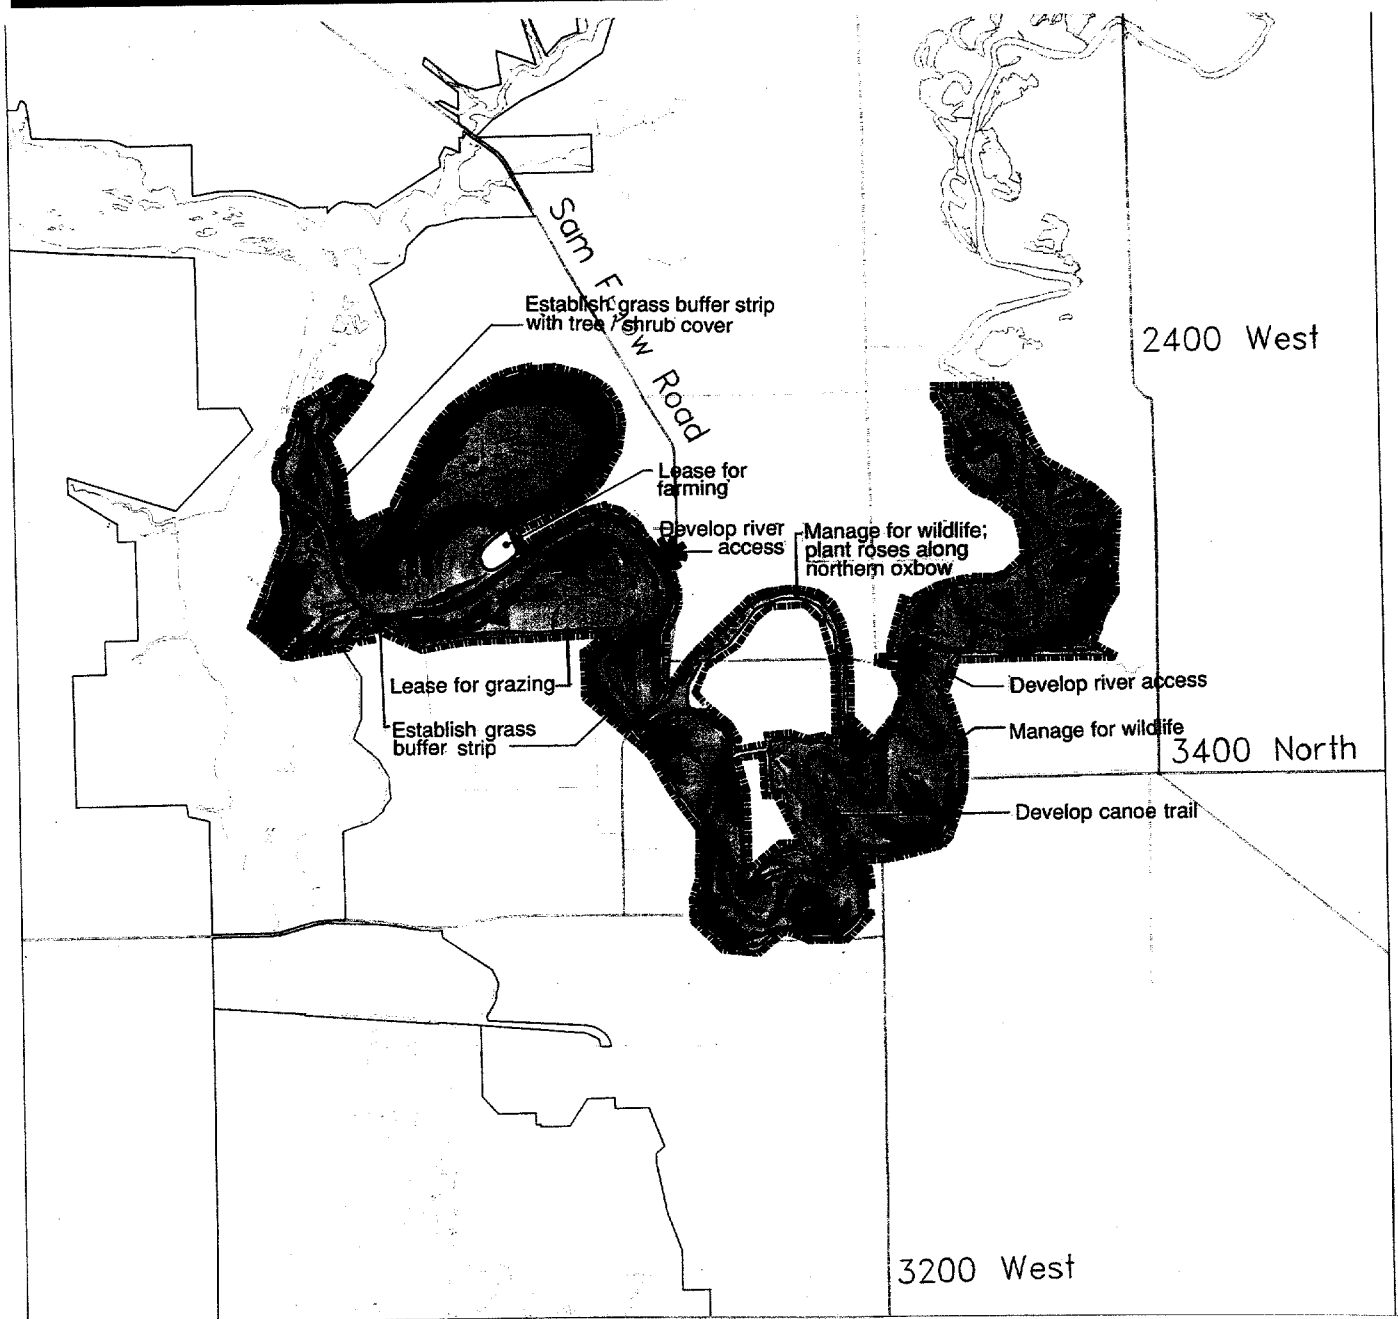 Sam Fellow Road
Establish grass buffer strip
with tree / shrub cover
2400 West
Lease for
farming
Develop river
access
Manage for wildlife;
plant roses along
northern oxbow
Lease for grazing
Develop river access
Establish grass
buffer strip
Manage for wildlife
3400 North
Develop canoe trail
3200 West